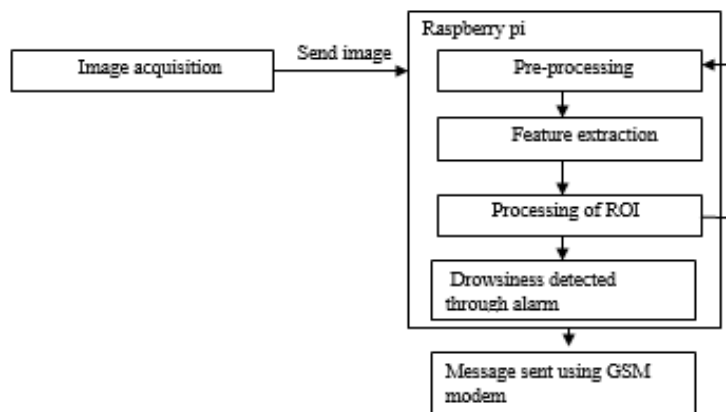 Raspberry pi
Image acquisition
Send image
Pre-processing
Feature extraction
Processing of ROI
Drowsiness detected
through alarm
Message sent using GSM
modem